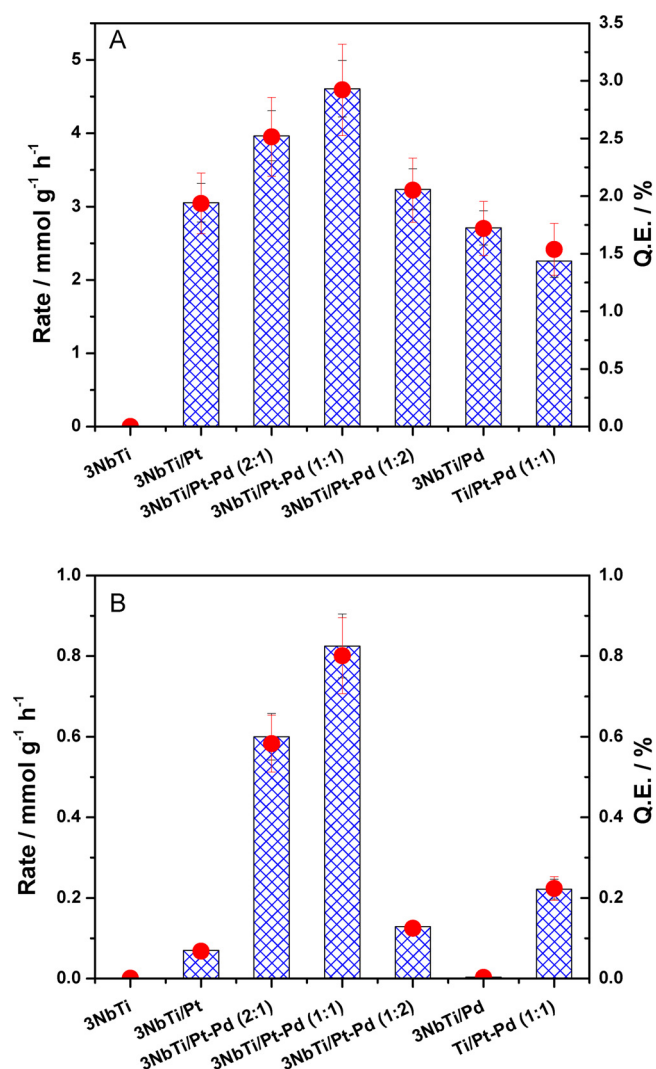 A
Rate / mmol g-1 h-1
5
4
3
2
1
0
3.5
3.0
2.5
2.0
1.5
1.0
0.5
0.0
Q.E. / %
3NbTi
3NbTi/Pt
3NbTi/Pt-Pd (2:1)
3NbTi/Pt-Pd (1:1)
3NbTi/Pt-Pd (1:2)
3NbTi/Pd
Ti/Pt-Pd (1:1)
B
Rate / mmol g-1 h-1
1.0
0.8
0.6
0.4
0.2
0.0
1.0
0.8
0.6
0.4
0.2
0.0
Q.E. / %
3NbTi
3NbTi/Pt
3NbTi/Pt-Pd (2:1)
3NbTi/Pt-Pd (1:1)
3NbTi/Pt-Pd (1:2)
3NbTi/Pd
Ti/Pt-Pd (1:1)